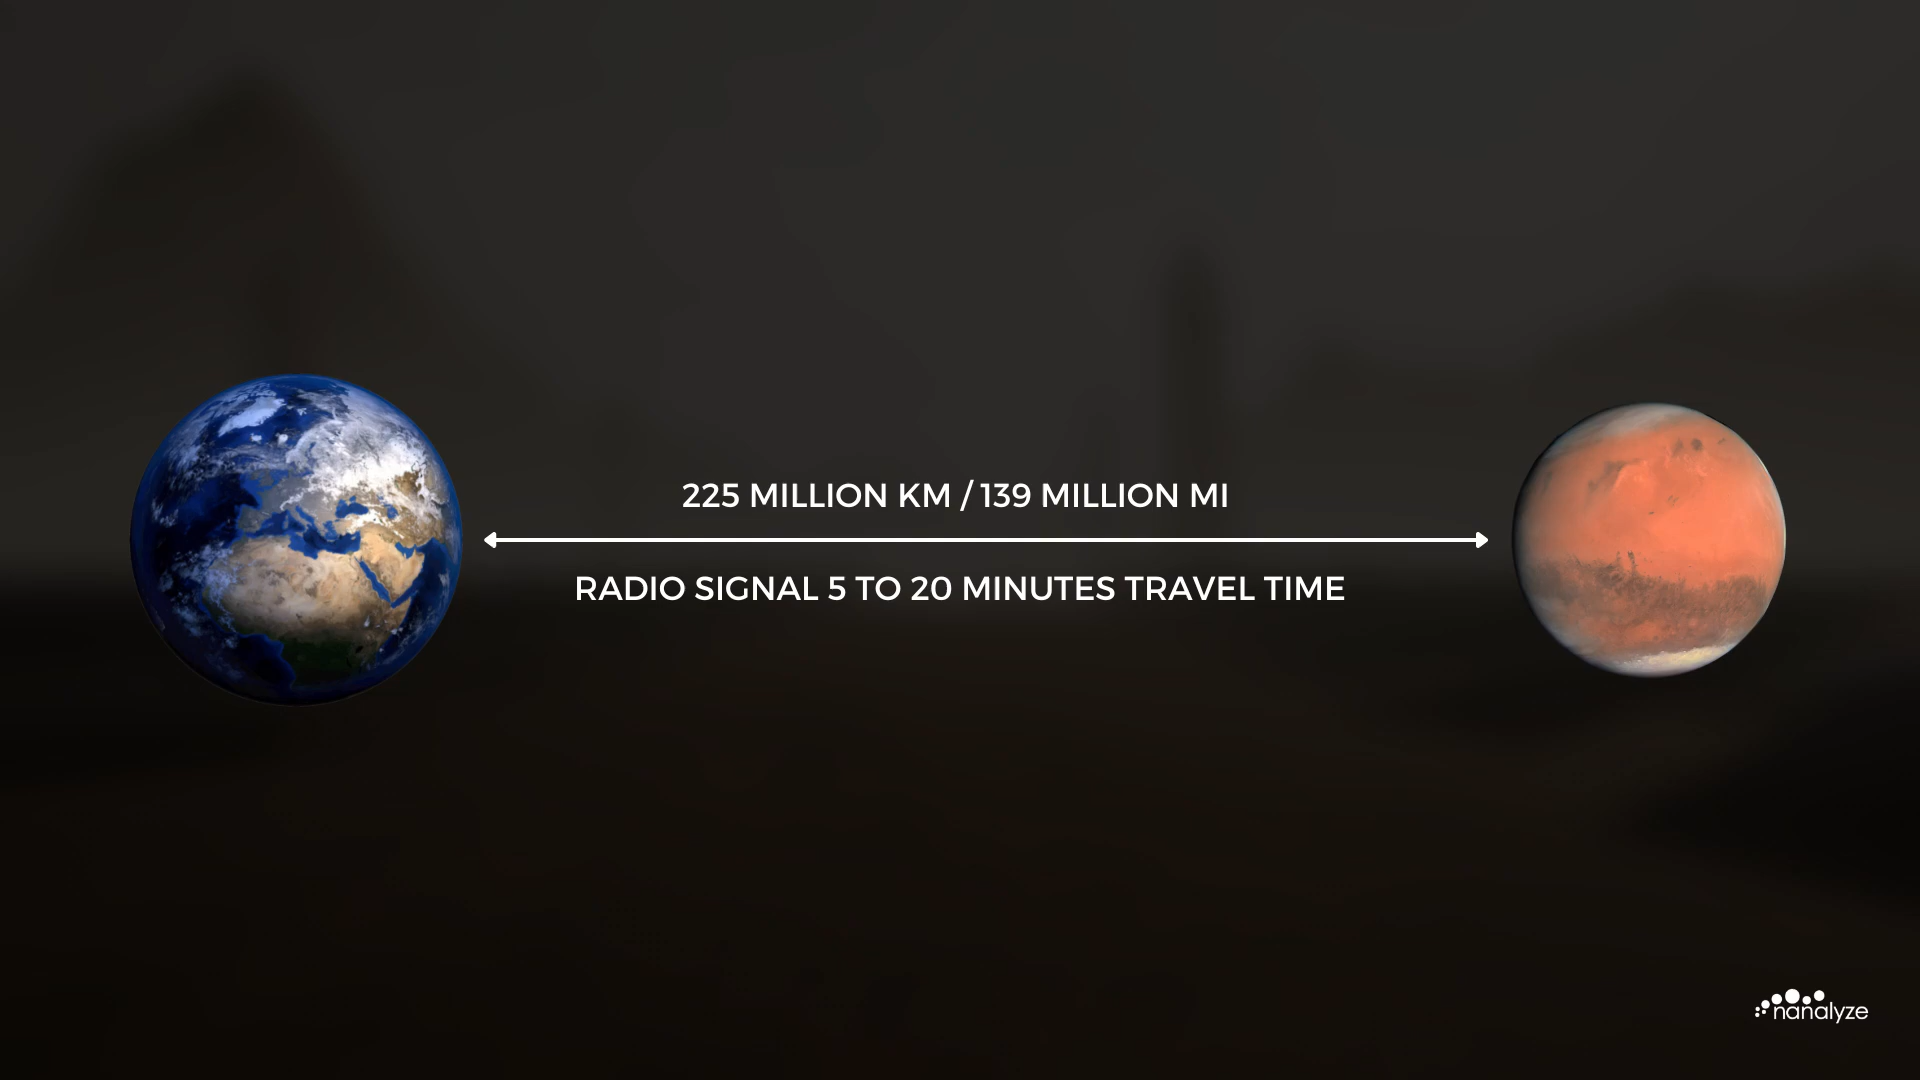 225 MILLION KM / 139 MILLION MI
RADIO SIGNAL 5 TO 20 MINUTES TRAVEL TIME
nanalyze